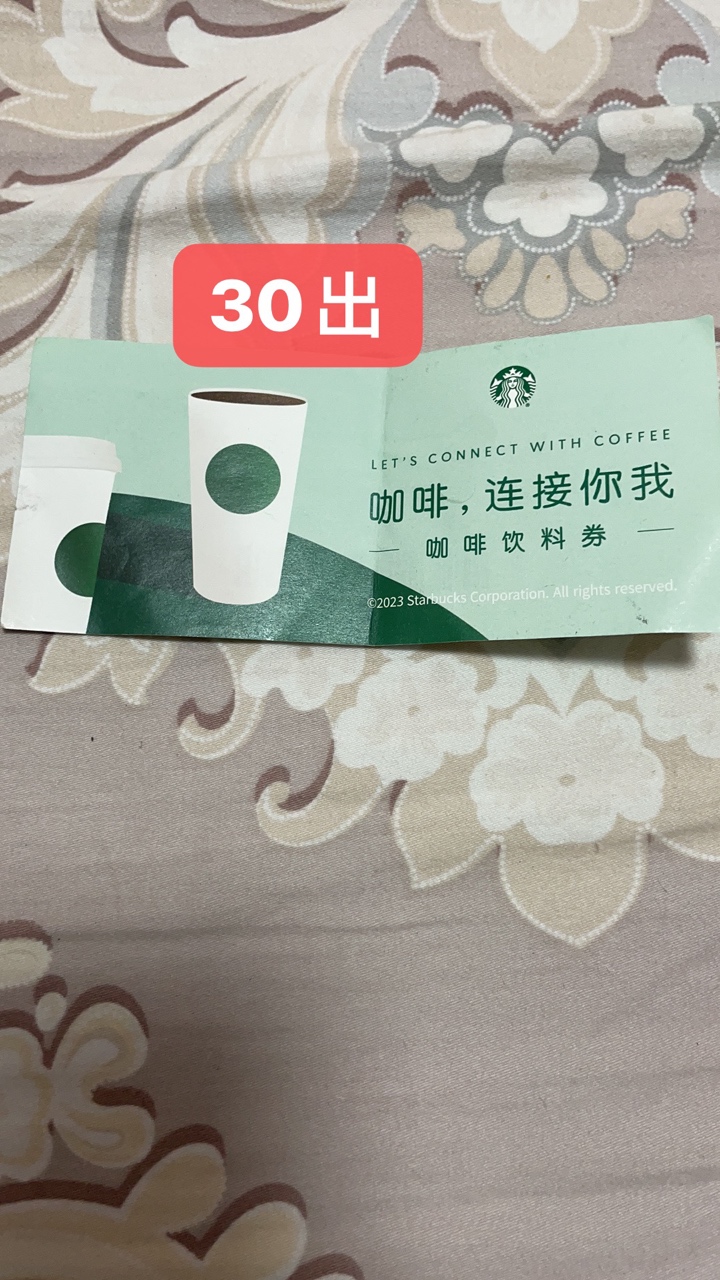 30出
LET'S CONNECT WITH COFFEE
咖啡，连接你我
咖啡饮料券
©2023 Starbucks Corporation. All rights reserved.